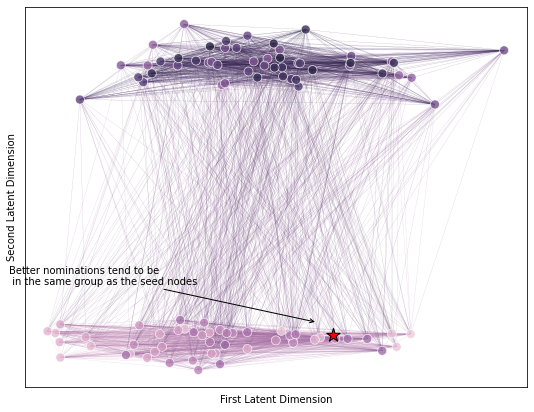 Second Latent Dimension
Better nominations tend to be
in the same group as the seed nodes
First Latent Dimension